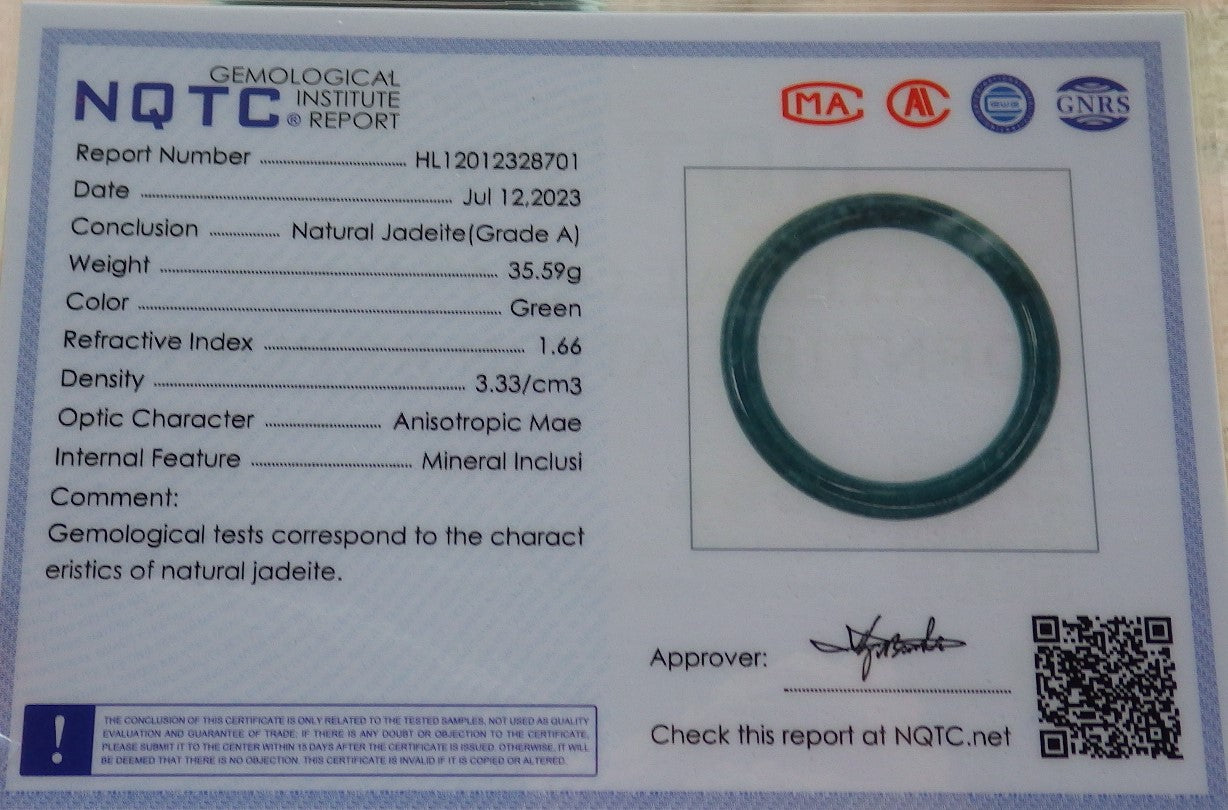 NQTC® GEMOLOGICAL INSTITUTE REPORT
MA
GNRS
Report Number HL12012328701
Date Jul 12,2023
Conclusion Natural Jadeite(Grade A)
Weight 35.59g
Color Green
Refractive Index 1.66
Density 3.33/cm3
Optic Character Anisotropic Mae
Internal Feature Mineral Inclusi
Comment:
Gemological tests correspond to the charact
eristics of natural jadeite.
!
THE CONCLUSION OF THIS CERTIFICATE IS ONLY RELATED TO THE TESTED SAMPLES, NOT USED AS QUALITY
EVALUATION AND GUARANTEE OF TRADE; IF THERE IS ANY DOUBT OR OBJECTION TO THE CERTIFICATE,
PLEASE SUBMIT IT TO THE CENTER WITHIN 15 DAYS AFTER THE CERTIFICATE IS ISSUED. OTHERWISE, IT WILL
BE DEEMED THAT THERE IS NO OBJECTION. THIS CERTIFICATE IS INVALID IF IT IS COPIED OR ALTERED.
Approver:
Check this report at NQTC.net